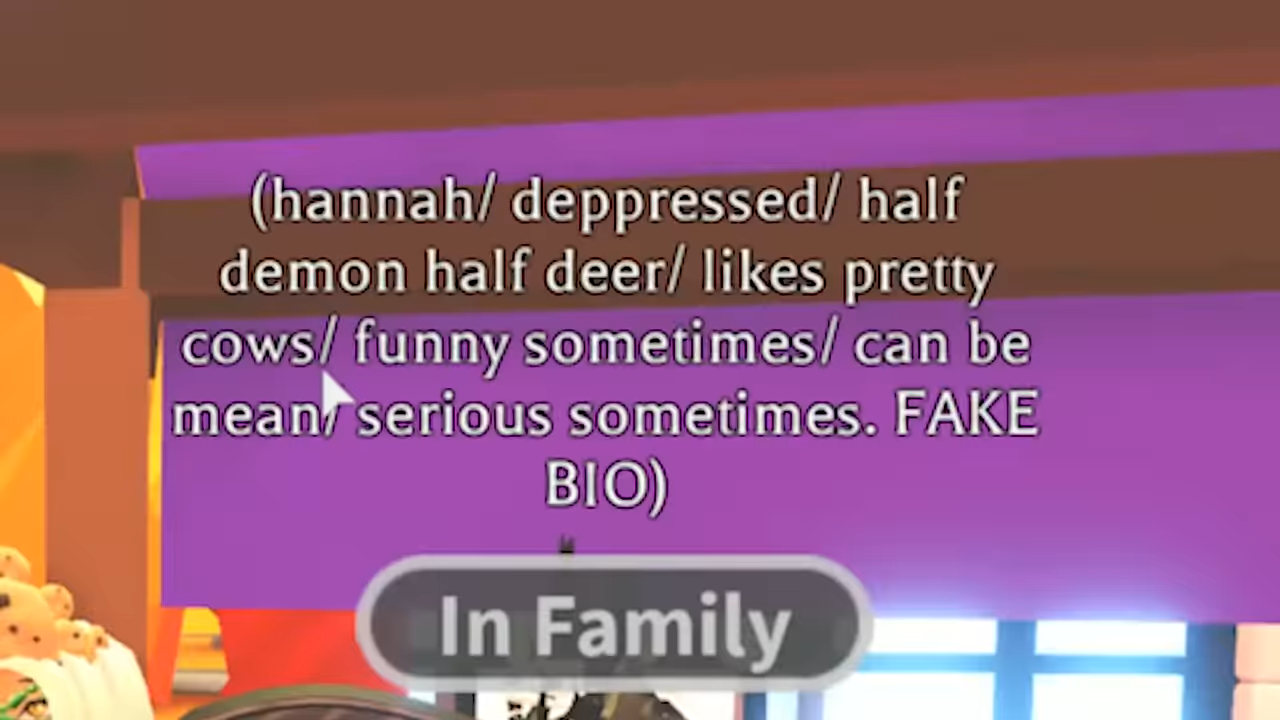 (hannah/ deppressed/ half
demon half deer/ likes pretty
cows/ funny sometimes/ can be
mean/ serious sometimes. FAKE
BIO)
In Family